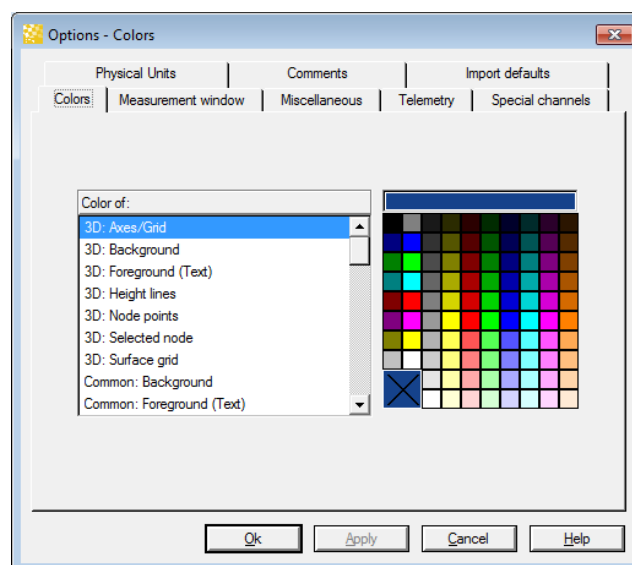 Options - Colors
Physical Units Comments Import defaults
Colors Measurement window Miscellaneous Telemetry Special channels
Color of:
3D: Axes/Grid
3D: Background
3D: Foreground (Text)
3D: Height lines
3D: Node points
3D: Selected node
3D: Surface grid
Common: Background
Common: Foreground (Text)
Ok Apply Cancel Help